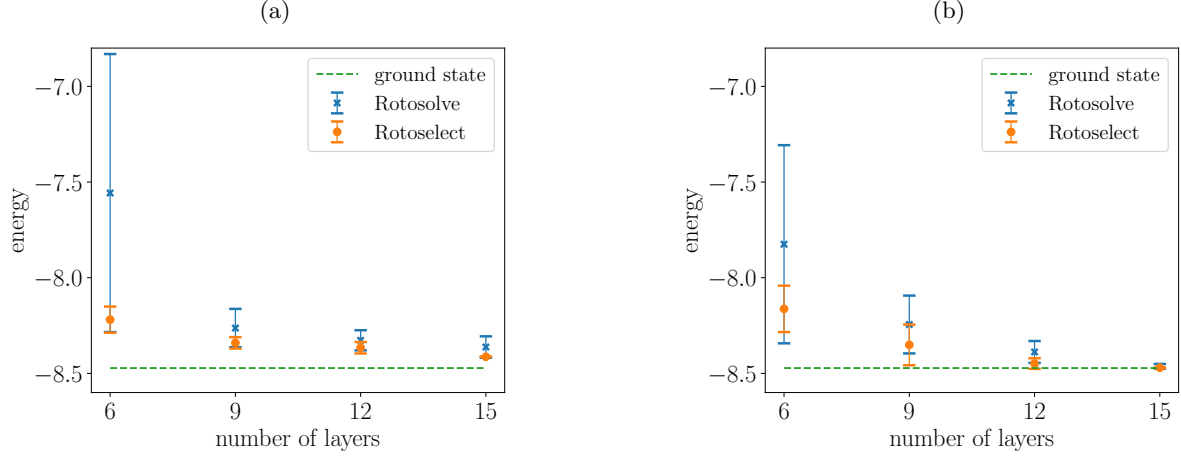 (a)
ground state
Rotosolve
Rotoselect
−7.0
−7.5
−8.0
−8.5
energy
6
9
12
15
number of layers
(b)
ground state
Rotosolve
Rotoselect
−7.0
−7.5
−8.0
−8.5
energy
6
9
12
15
number of layers